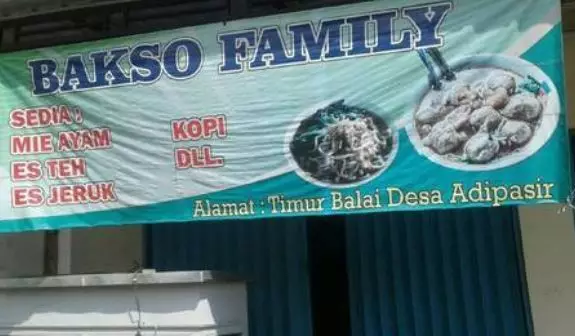 BAKSO FAMILY
SEDIA :
MIE AYAM
ES TEH
ES JERUK
KOPI
DLL.
Alamat : Timur Balai Desa Adipasir